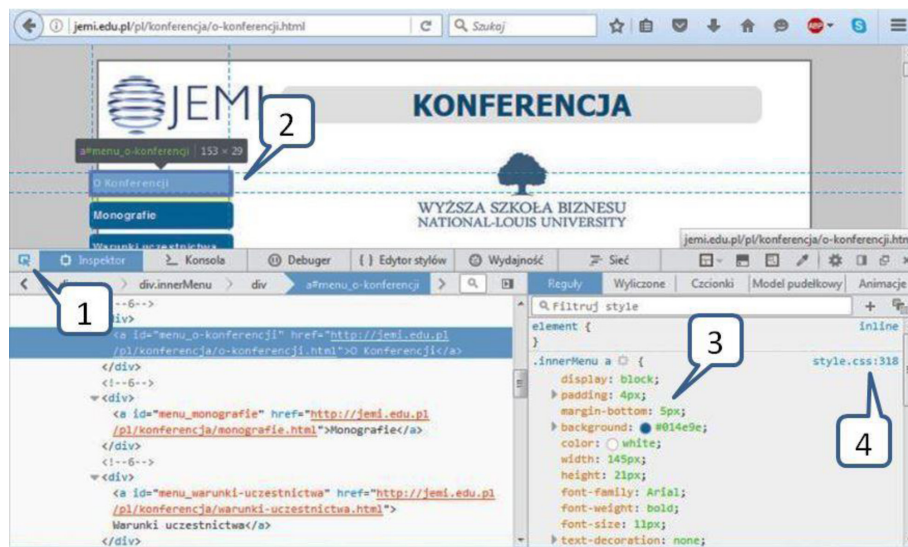 jemi.edu.pl/pl/konferencja/o-konferencji.html
Szukaj
ABP
JEMI
KONFERENCJA
2
a#menu_o-konferencji | 153 × 29
O Konferencji
Monografie
WYŻSZA SZKOŁA BIZNESU
NATIONAL-LOUIS UNIVERSITY
Warunki uczestnictwa
jemi.edu.pl/pl/konferencja/o-konferencje.htm
Inspektor
Konsola
Debuger
{ } Edytor stylów
Wydajność
Sieć
1
div.innerMenu
div
a#menu_o-konferencji
Reguły
Wyliczone
Czcionki
Model pudełkowy
Animacje
Filtruj style
<!--6-->
<div>
<a id="menu_o-konferencji" href="http://jemi.edu.pl
/pl/konferencja/o-konferencji.html">O Konferencji</a>
</div>
<!--6-->
<div>
<a id="menu_monografie" href="http://jemi.edu.pl
/pl/konferencja/monografie.html">Monografie</a>
</div>
<!--6-->
<div>
<a id="menu_warunki-uczestnictwa" href="http://jemi.edu.pl
/pl/konferencja/warunki-uczestnictwa.html">
Warunki uczestnictwa</a>
</div>
element {
inline
}
3
.innerMenu a {
style.css:318
display: block;
padding: 4px;
margin-bottom: 5px;
background: #014e9e;
color: white;
width: 145px;
height: 21px;
font-family: Arial;
font-weight: bold;
font-size: 11px;
text-decoration: none;
4